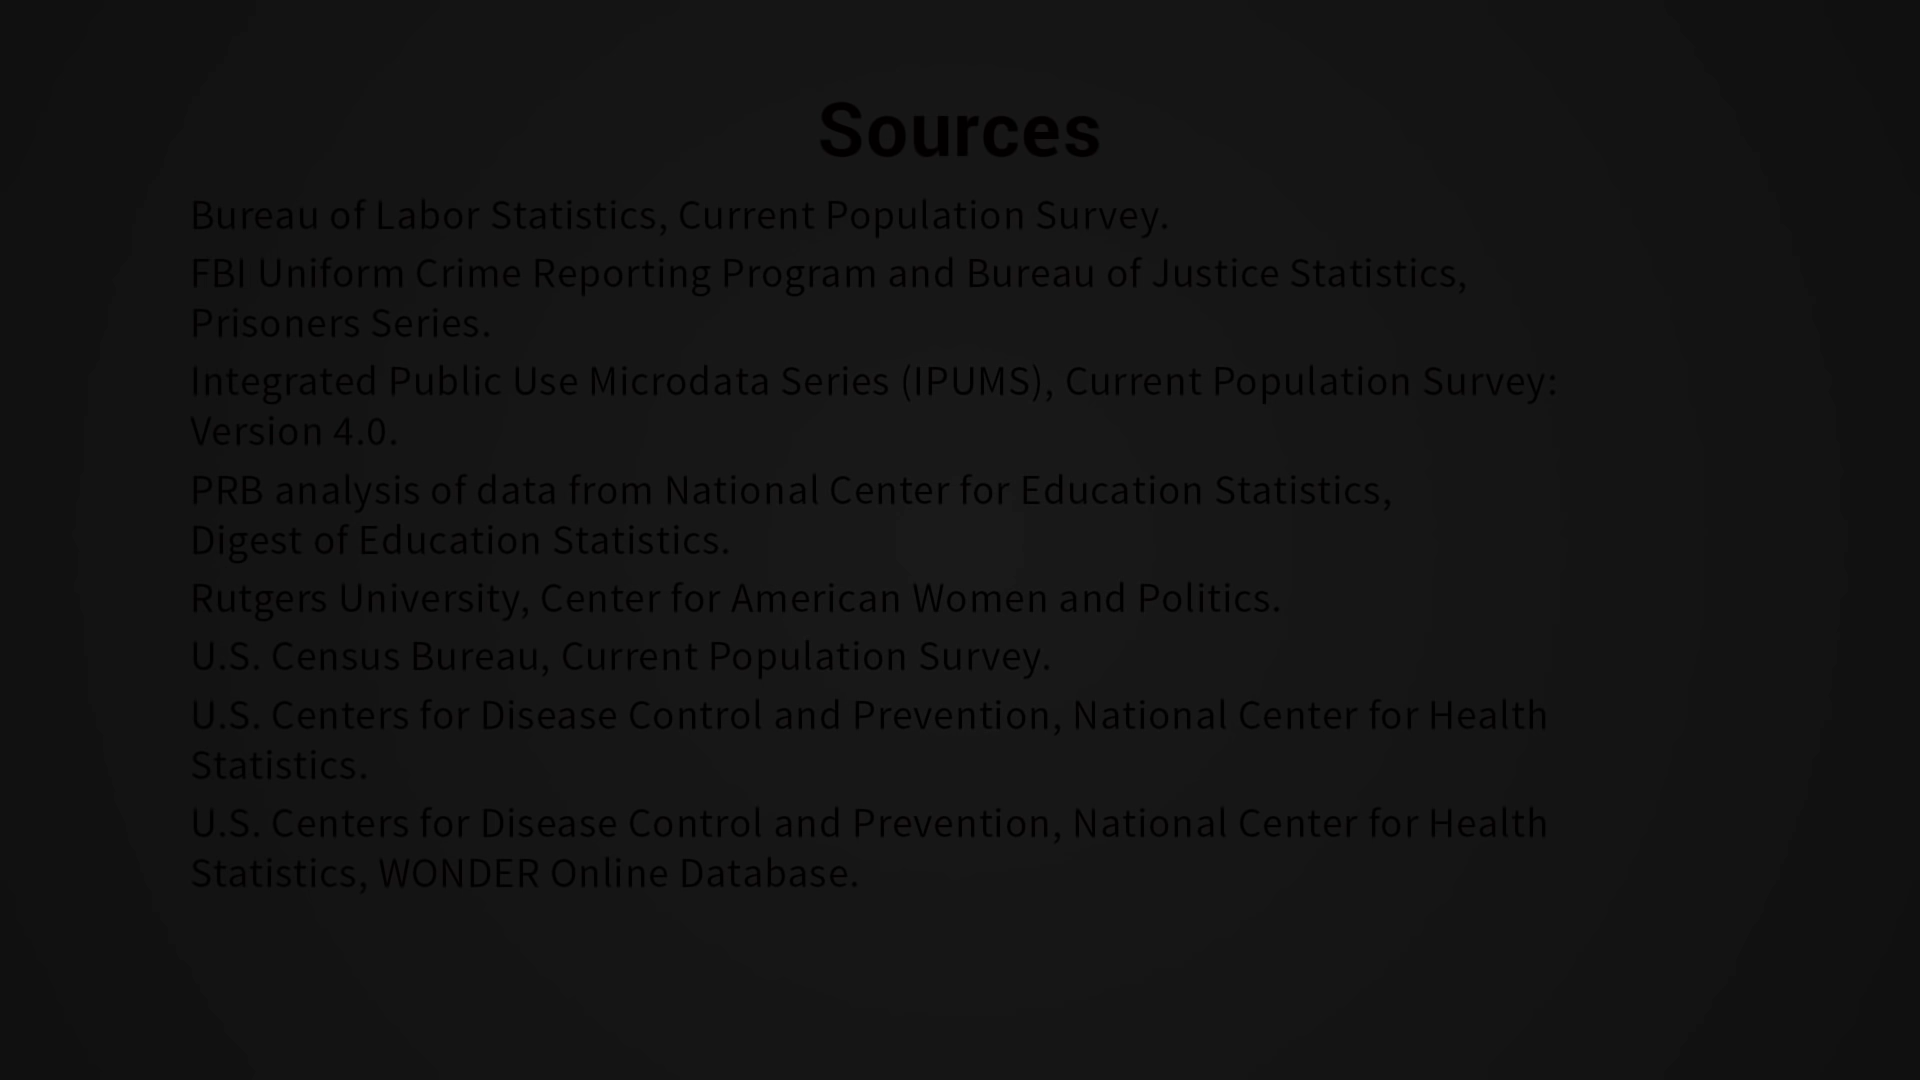 Sources
Bureau of Labor Statistics, Current Population Survey.
FBI Uniform Crime Reporting Program and Bureau of Justice Statistics,
Prisoners Series.
Integrated Public Use Microdata Series (IPUMS), Current Population Survey:
Version 4.0.
PRB analysis of data from National Center for Education Statistics,
Digest of Education Statistics.
Rutgers University, Center for American Women and Politics.
U.S. Census Bureau, Current Population Survey.
U.S. Centers for Disease Control and Prevention, National Center for Health
Statistics.
U.S. Centers for Disease Control and Prevention, National Center for Health
Statistics, WONDER Online Database.